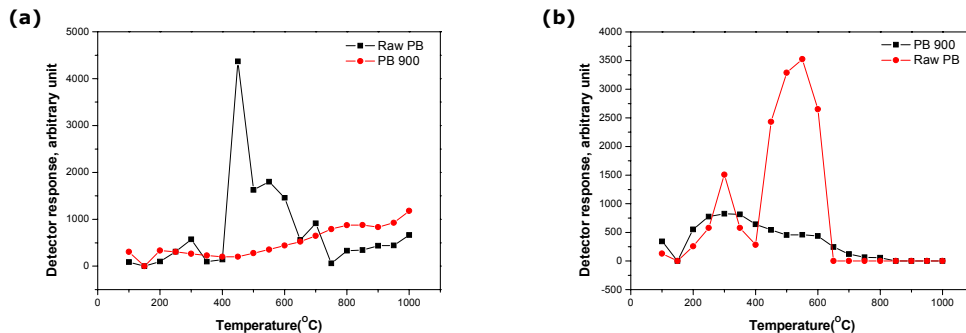 (a)
Detector response, arbitrary unit
5000
4000
3000
2000
1000
0
Raw PB
PB 900
0 200 400 600 800 1000
Temperature(°C)
(b)
Detector response, arbitrary unit
4000
3500
3000
2500
2000
1500
1000
500
0
-500
PB 900
Raw PB
0 200 400 600 800 1000
Temperature(°C)